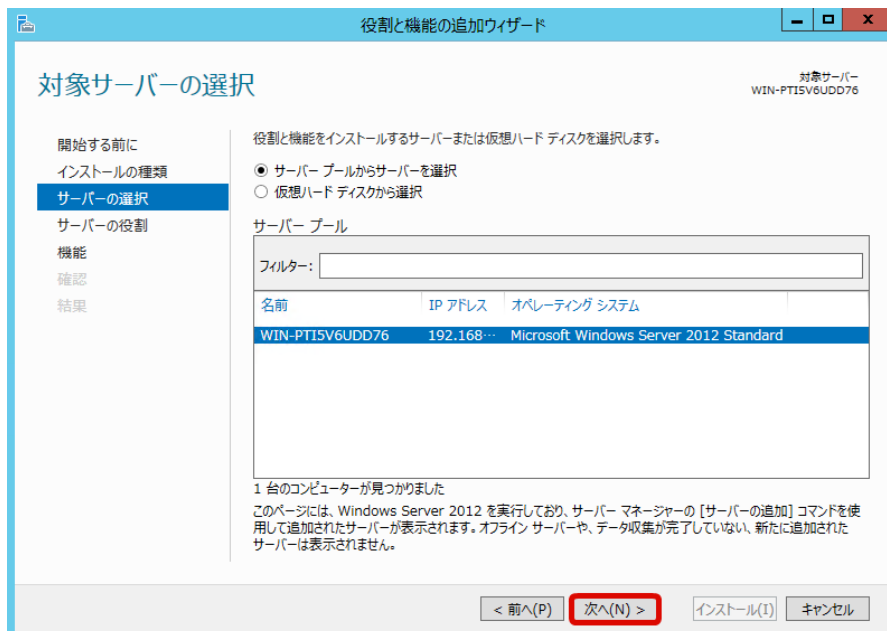 役割と機能の追加ウィザード
対象サーバーの選択
対象サーバー
WIN-PTI5V6UDD76
開始する前に
インストールの種類
サーバーの選択
サーバーの役割
機能
確認
結果
役割と機能をインストールするサーバーまたは仮想ハード ディスクを選択します。
サーバー プールからサーバーを選択
仮想ハード ディスクから選択
サーバー プール
フィルター:
名前 IP アドレス オペレーティング システム
WIN-PTI5V6UDD76 192.168… Microsoft Windows Server 2012 Standard
1 台のコンピューターが見つかりました
このページには、Windows Server 2012 を実行しており、サーバー マネージャーの [サーバーの追加] コマンドを使
用して追加されたサーバーが表示されます。オフライン サーバーや、データ収集が完了していない、新たに追加された
サーバーは表示されません。
< 前へ(P) 次へ(N) > インストール(I) キャンセル